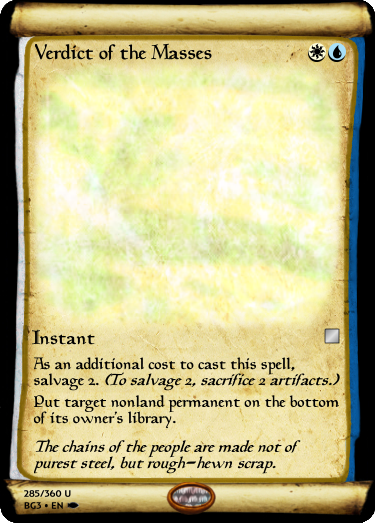 Verdict of the Masses
Instant
As an additional cost to cast this spell,
salvage 2. (To salvage 2, sacrifice 2 artifacts.)
Put target nonland permanent on the bottom
of its owner's library.
The chains of the people are made not of
purest steel, but rough-hewn scrap.
285/360 U
BG3 • EN